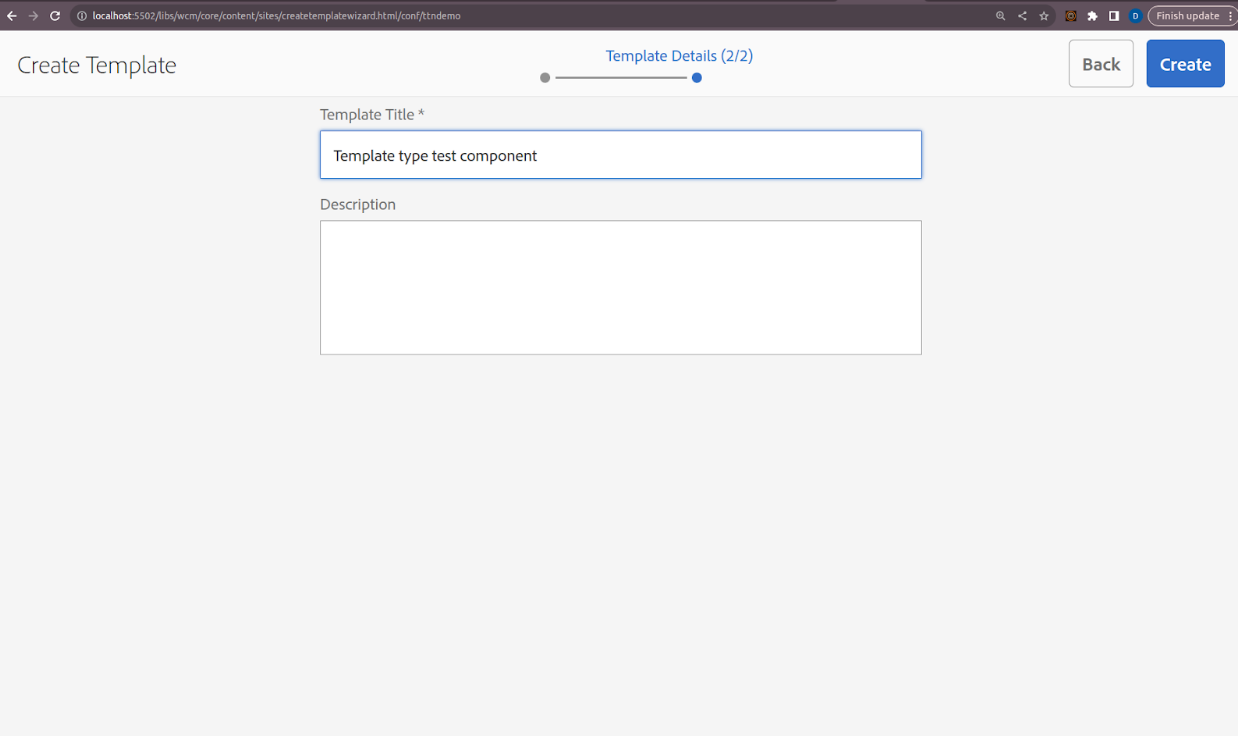 localhost:5502/libs/wcm/core/content/sites/createtemplatewizard.html/conf/ttndemo
D
Finish update
Create Template
Template Details (2/2)
Back
Create
Template Title *
Template type test component
Description